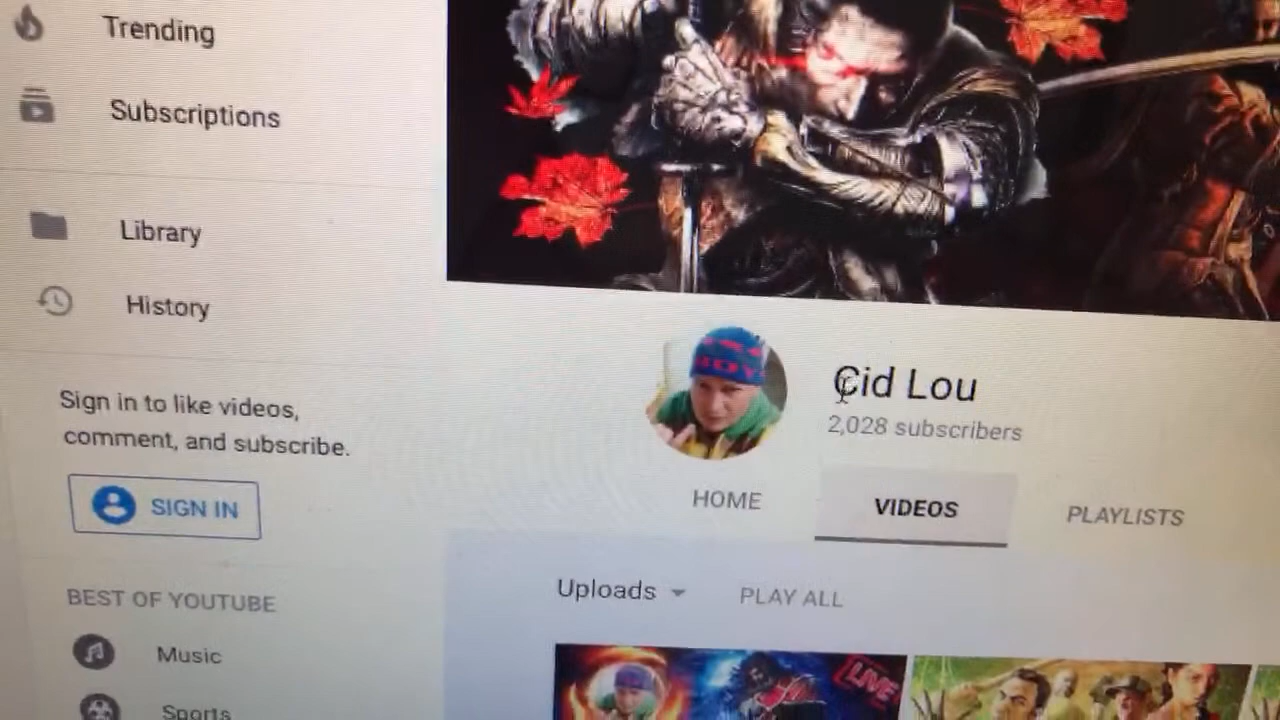 Trending
Subscriptions
Library
History
Sign in to like videos,
comment, and subscribe.
SIGN IN
BEST OF YOUTUBE
Music
Sports
Cid Lou
2,028 subscribers
HOME
VIDEOS
PLAYLISTS
Uploads
PLAY ALL
LIVE